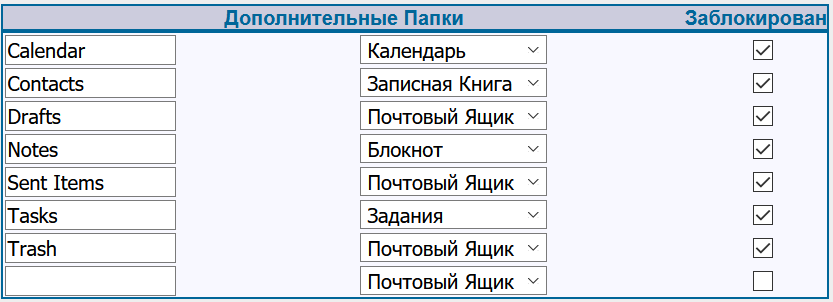 Дополнительные Папки Заблокирован
Calendar Календарь
Contacts Записная Книга
Drafts Почтовый Ящик
Notes Блокнот
Sent Items Почтовый Ящик
Tasks Задания
Trash Почтовый Ящик
Почтовый Ящик